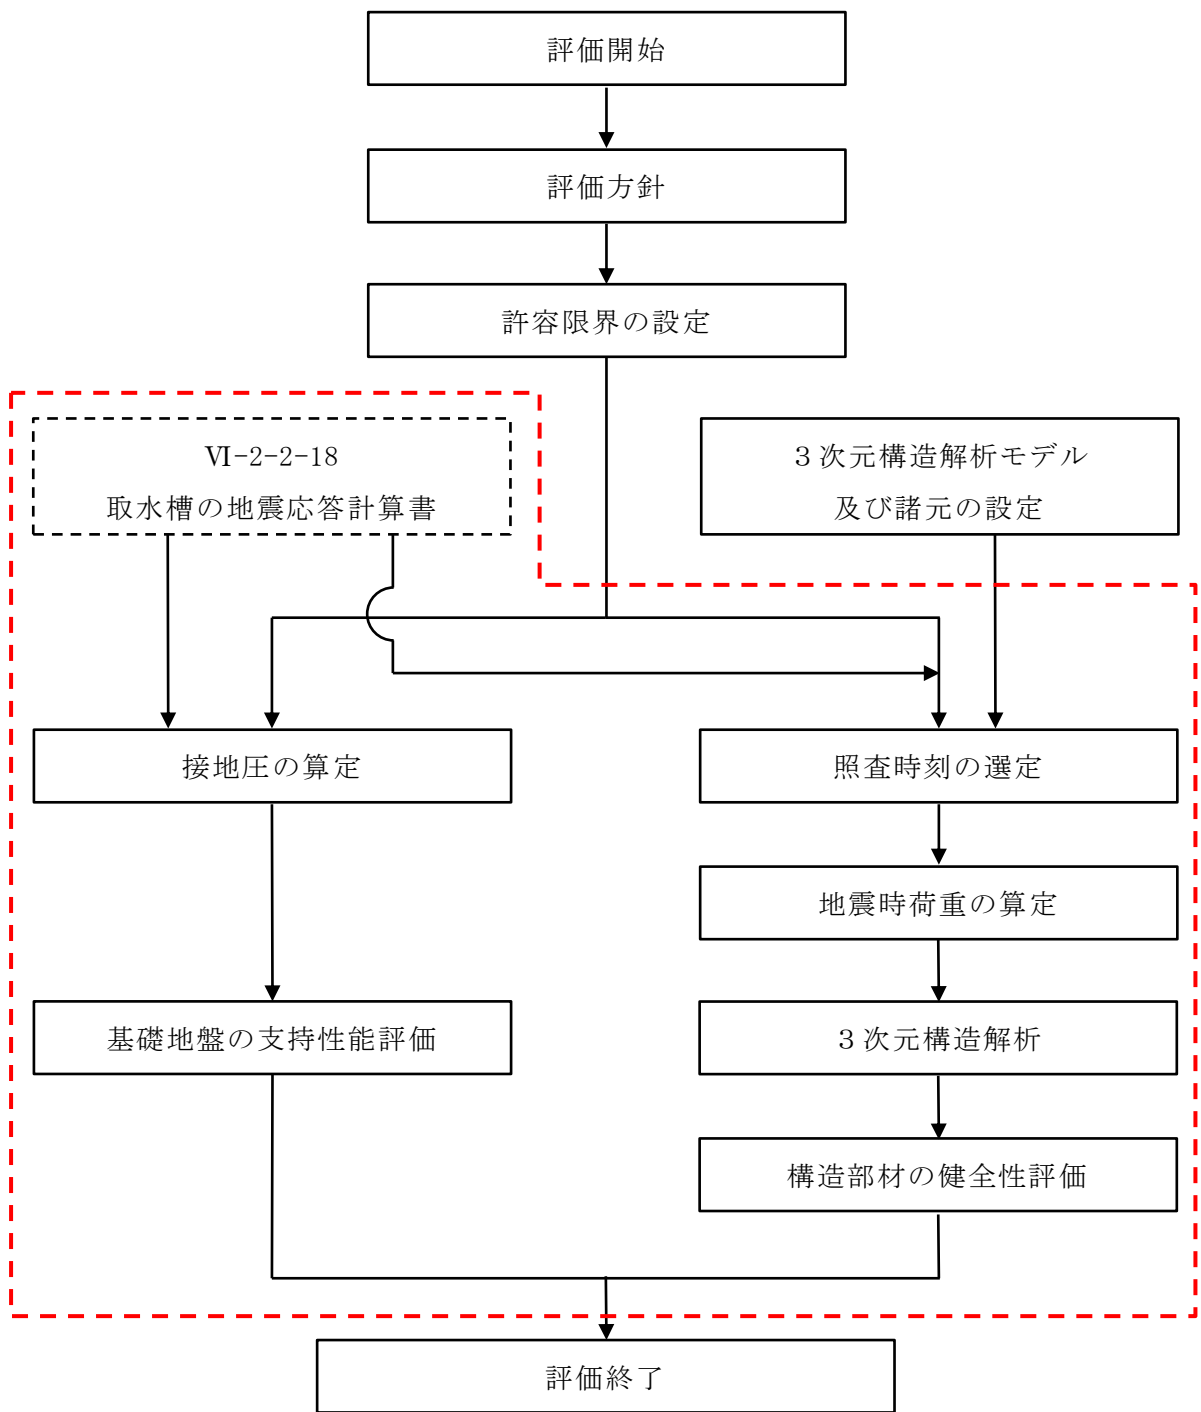 評価開始
評価方針
許容限界の設定
Ⅵ-2-2-18
取水槽の地震応答計算書
３次元構造解析モデル
及び諸元の設定
接地圧の算定
照査時刻の選定
地震時荷重の算定
基礎地盤の支持性能評価
３次元構造解析
構造部材の健全性評価
評価終了